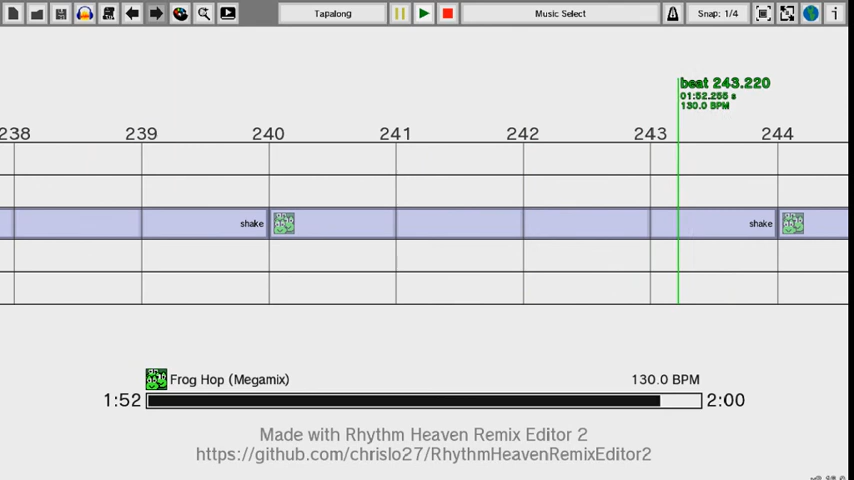 Tapalong
Music Select
Snap: 1/4
i
beat 243.220
01:52.255 s
130.0 BPM
238 239 240 241 242 243 244
shake shake
Frog Hop (Megamix) 130.0 BPM
1:52 2:00
Made with Rhythm Heaven Remix Editor 2
https://github.com/chrislo27/RhythmHeavenRemixEditor2